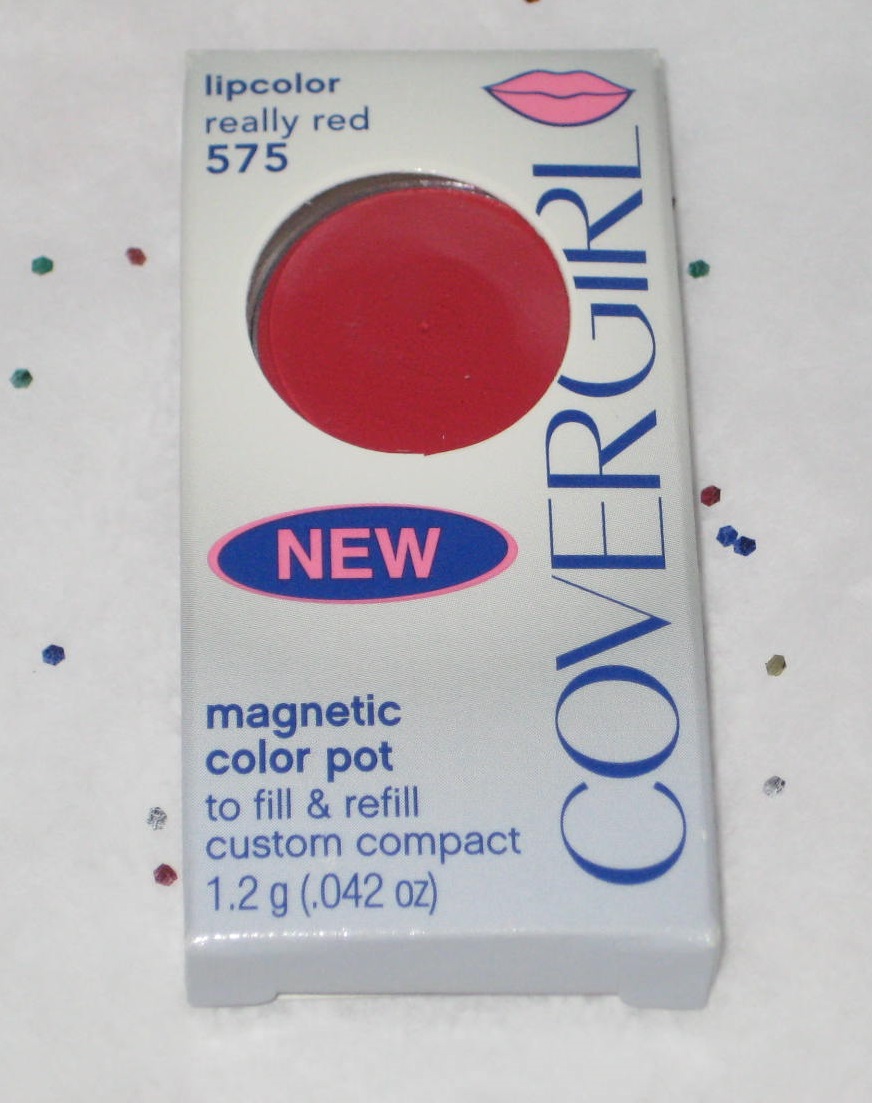 lipcolor
really red
575
COVERGIRL
NEW
magnetic
color pot
to fill & refill
custom compact
1.2 g (.042 oz)